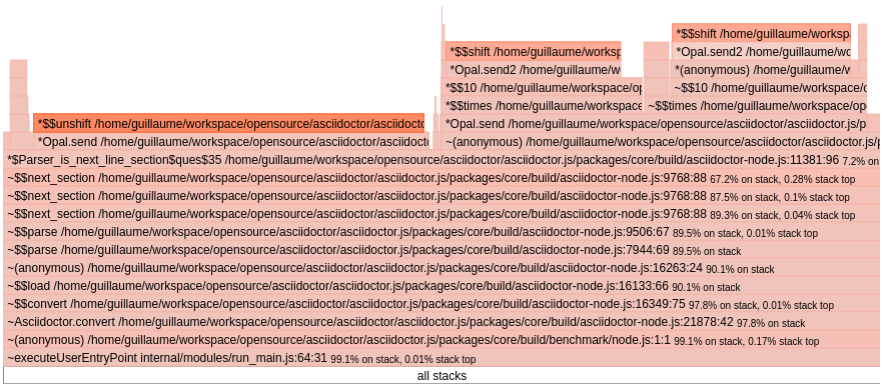 *$$shift /home/guillaume/worksp
*$$shift /home/guillaume/worksp
*Opal.send2 /home/guillaume/wo
*Opal.send2 /home/guillaume/w
*(anonymous) /home/guillaume/w
*$$10 /home/guillaume/workspace/op
~$$10 /home/guillaume/workspace/o
*$$times /home/guillaume/workspace
~$$times /home/guillaume/workspace/op
*$$unshift /home/guillaume/workspace/opensource/asciidoctor/asciidocto
*Opal.send /home/guillaume/workspace/opensource/asciidoctor/asciidoctor.js/p
*Opal.send /home/guillaume/workspace/opensource/asciidoctor/asciidoct
~(anonymous) /home/guillaume/workspace/opensource/asciidoctor/asciidoctor.js/p
*$Parser_is_next_line_section$ques$35 /home/guillaume/workspace/opensource/asciidoctor/asciidoctor.js/packages/core/build/asciidoctor-node.js:11381:96 7.2% on
~$$next_section /home/guillaume/workspace/opensource/asciidoctor/asciidoctor.js/packages/core/build/asciidoctor-node.js:9768:88 67.2% on stack, 0.28% stack top
~$$next_section /home/guillaume/workspace/opensource/asciidoctor/asciidoctor.js/packages/core/build/asciidoctor-node.js:9768:88 87.5% on stack, 0.1% stack top
~$$next_section /home/guillaume/workspace/opensource/asciidoctor/asciidoctor.js/packages/core/build/asciidoctor-node.js:9768:88 89.3% on stack, 0.04% stack top
~$$parse /home/guillaume/workspace/opensource/asciidoctor/asciidoctor.js/packages/core/build/asciidoctor-node.js:9506:67 89.5% on stack, 0.01% stack top
~$$parse /home/guillaume/workspace/opensource/asciidoctor/asciidoctor.js/packages/core/build/asciidoctor-node.js:7944:69 89.5% on stack
~(anonymous) /home/guillaume/workspace/opensource/asciidoctor/asciidoctor.js/packages/core/build/asciidoctor-node.js:16263:24 90.1% on stack
~$$load /home/guillaume/workspace/opensource/asciidoctor/asciidoctor.js/packages/core/build/asciidoctor-node.js:16133:66 90.1% on stack
~$$convert /home/guillaume/workspace/opensource/asciidoctor/asciidoctor.js/packages/core/build/asciidoctor-node.js:16349:75 97.8% on stack, 0.01% stack top
~Asciidoctor.convert /home/guillaume/workspace/opensource/asciidoctor/asciidoctor.js/packages/core/build/asciidoctor-node.js:21878:42 97.8% on stack
~(anonymous) /home/guillaume/workspace/opensource/asciidoctor/asciidoctor.js/packages/core/build/benchmark/node.js:1:1 99.1% on stack, 0.17% stack top
~executeUserEntryPoint internal/modules/run_main.js:64:31 99.1% on stack, 0.01% stack top
all stacks